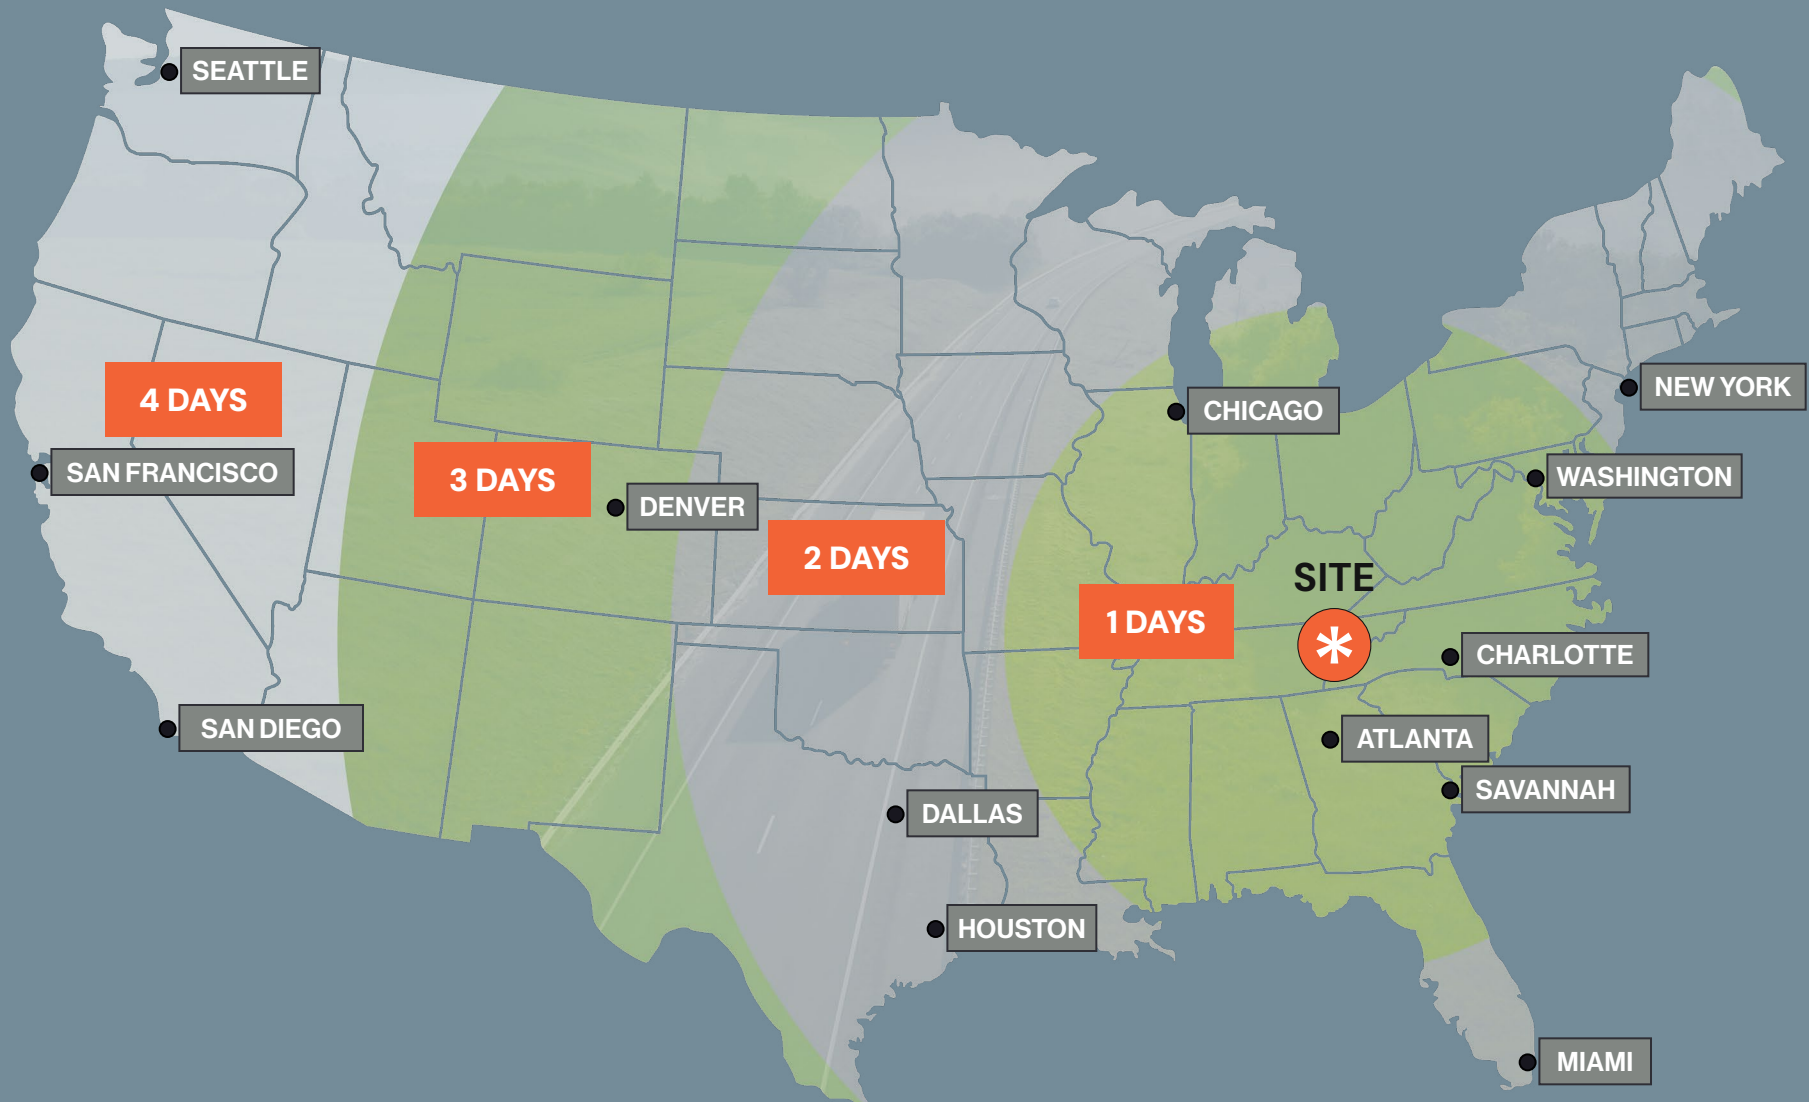 SEATTLE
4 DAYS
NEW YORK
CHICAGO
SAN FRANCISCO
3 DAYS
WASHINGTON
DENVER
2 DAYS
SITE
1 DAYS
*
CHARLOTTE
SAN DIEGO
ATLANTA
SAVANNAH
DALLAS
HOUSTON
MIAMI